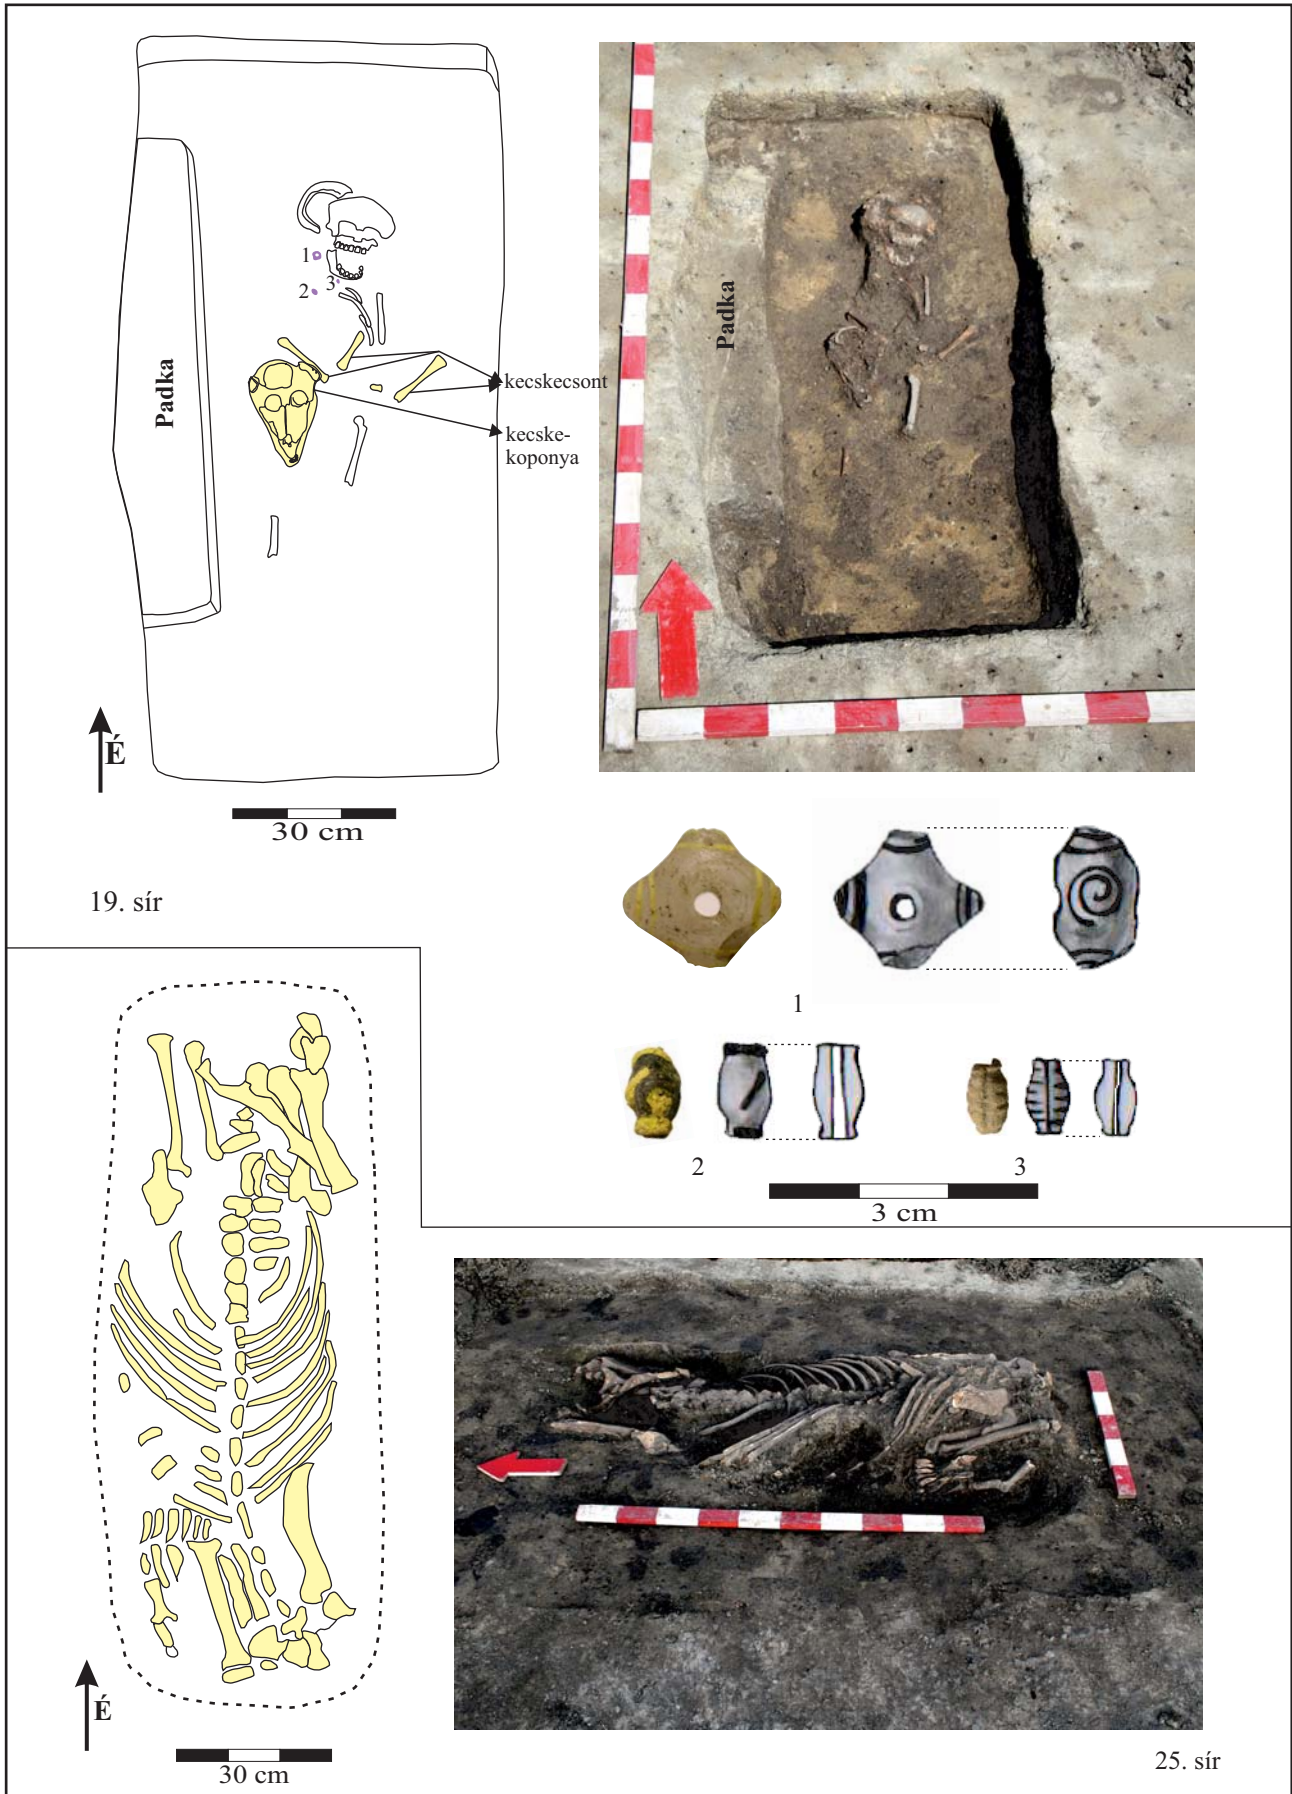 1
3
2
Padka
kecskecsont
kecske-
koponya
É
30 cm
19. sír
Padka
1
2
3
3 cm
É
30 cm
25. sír